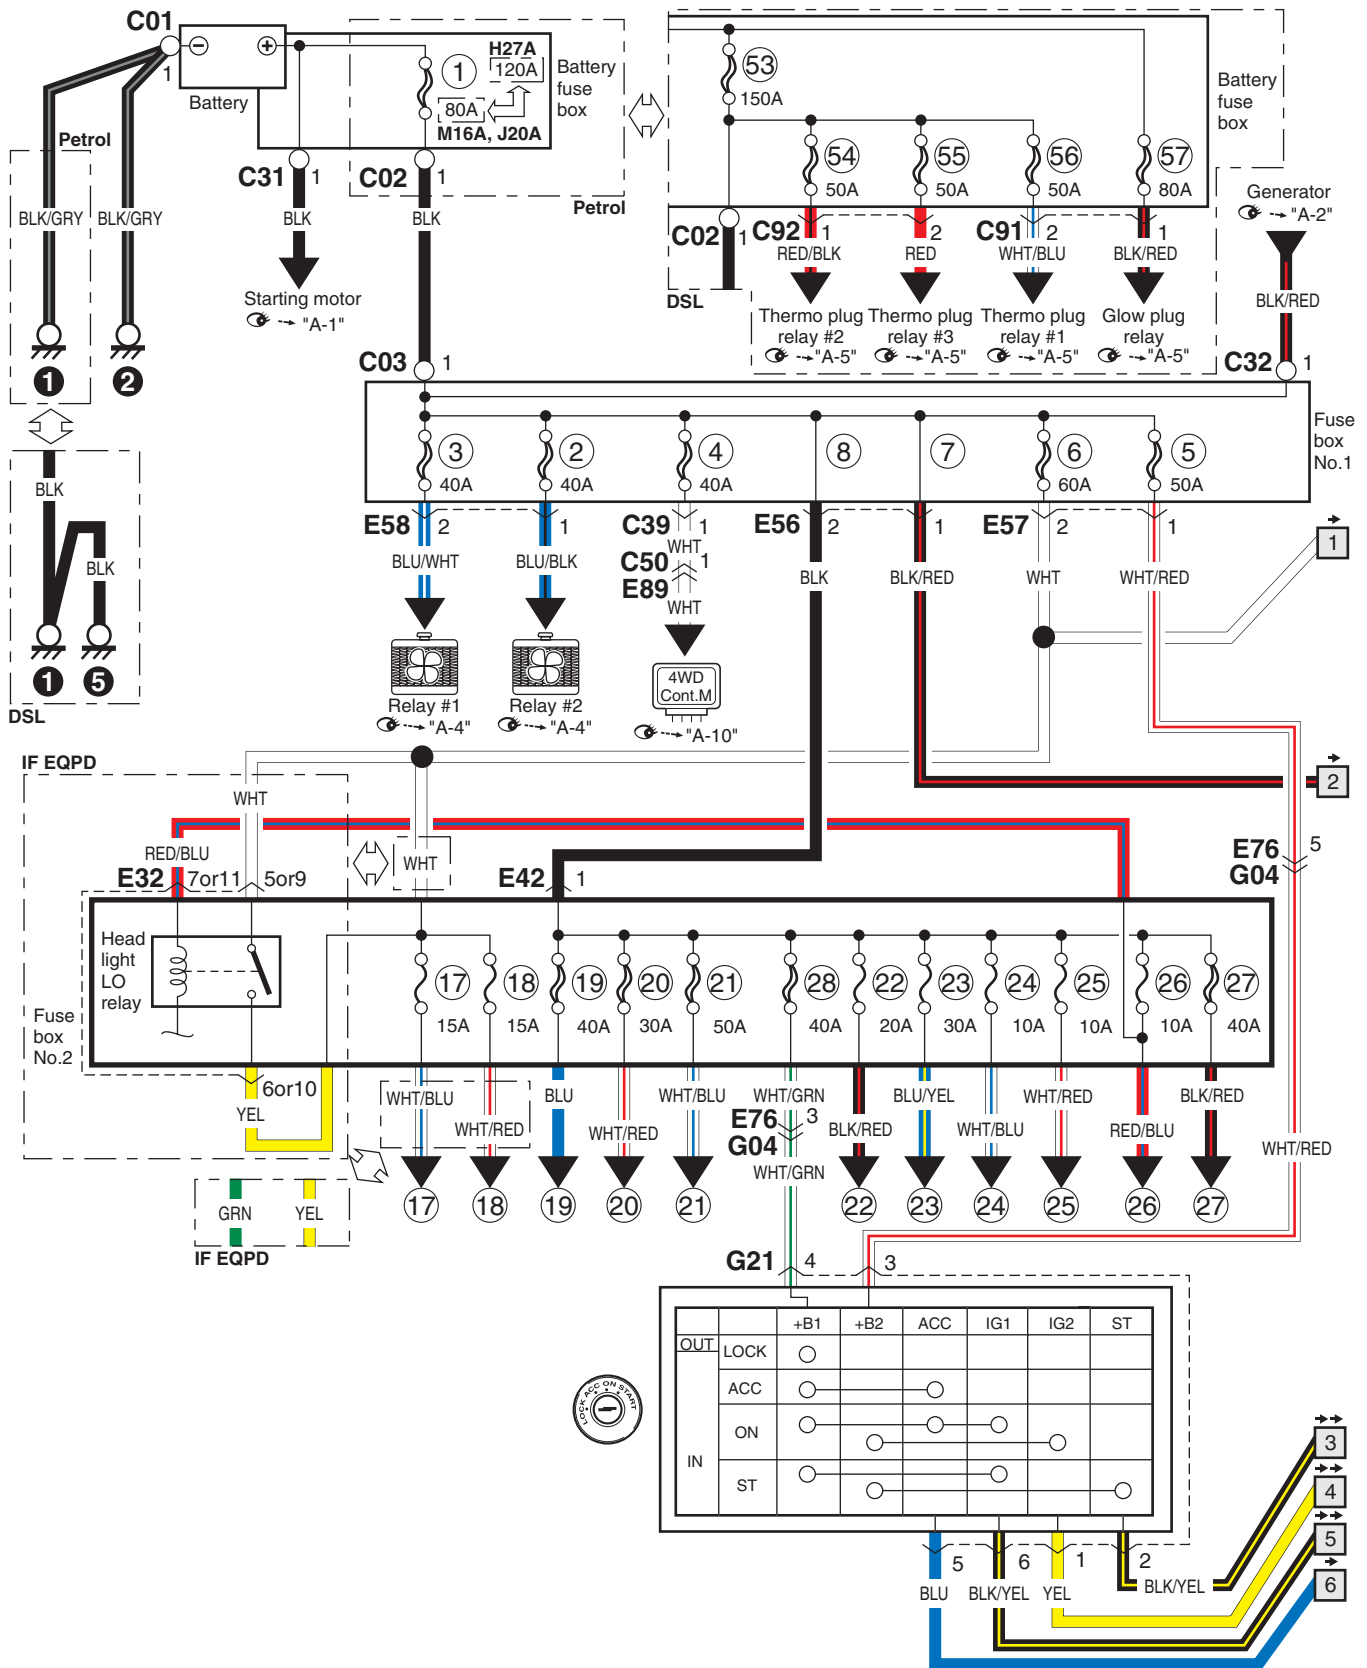 C01
1
Battery
1
H27A
120A
80A
M16A, J20A
Battery
fuse
box
Petrol
C31
1
C02
1
BLK
BLK
Starting motor
"A-1"
Petrol
BLK/GRY
BLK/GRY
1
2
BLK
BLK
1
5
DSL
53
150A
54
50A
55
50A
56
50A
57
80A
Battery
fuse
box
C02
1
C92
1
2
C91
2
1
RED/BLK
RED
WHT/BLU
BLK/RED
DSL
Thermo plug
relay #2
"A-5"
Thermo plug
relay #3
"A-5"
Thermo plug
relay #1
"A-5"
Glow plug
relay
"A-5"
Generator
"A-2"
BLK/RED
C03
1
C32
1
3
40A
2
40A
4
40A
8
7
6
60A
5
50A
Fuse
box
No.1
E58
2
1
C39
1
E56
2
1
E57
2
1
BLU/WHT
BLU/BLK
WHT
C50
1
E89
WHT
BLK
BLK/RED
WHT
WHT/RED
1
Relay #1
"A-4"
Relay #2
"A-4"
4WD
Cont.M
"A-10"
2
IF EQPD
WHT
RED/BLU
WHT
E32
7or11
5or9
E42
1
E76
5
G04
Head
light
LO
relay
Fuse
box
No.2
17
15A
18
15A
19
40A
20
30A
21
50A
28
40A
22
20A
23
30A
24
10A
25
10A
26
10A
27
40A
6or10
YEL
WHT/BLU
WHT/RED
BLU
WHT/RED
WHT/BLU
WHT/GRN
E76
3
G04
WHT/GRN
BLK/RED
BLU/YEL
WHT/BLU
WHT/RED
RED/BLU
BLK/RED
WHT/RED
17
18
19
20
21
22
23
24
25
26
27
GRN
YEL
IF EQPD
G21
4
3
+B1
+B2
ACC
IG1
IG2
ST
OUT
LOCK
ACC
ON
IN
ST
LOCK ACC ON START
5
6
1
2
BLU
BLK/YEL
YEL
BLK/YEL
3
4
5
6